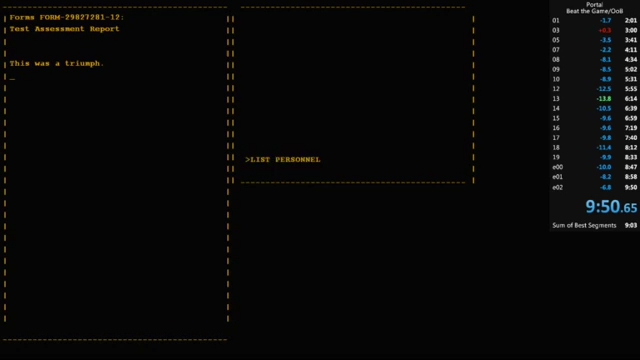 Forms FORM-29827281-12:
Test Assessment Report
This was a triumph.
_
>LIST PERSONNEL
Portal
Beat the Game/OoB
01 -1.7 2:01
03 +0.3 3:00
05 -3.5 3:41
07 -2.2 4:11
08 -8.1 4:34
09 -8.5 5:02
10 -8.9 5:31
12 -12.5 5:55
13 -13.8 6:14
14 -10.5 6:39
15 -9.6 6:59
16 -9.6 7:19
17 -9.8 7:40
18 -11.4 8:12
19 -9.9 8:33
e00 -10.0 8:47
e01 -8.2 8:58
e02 -6.8 9:50
9:50.65
Sum of Best Segments 9:03